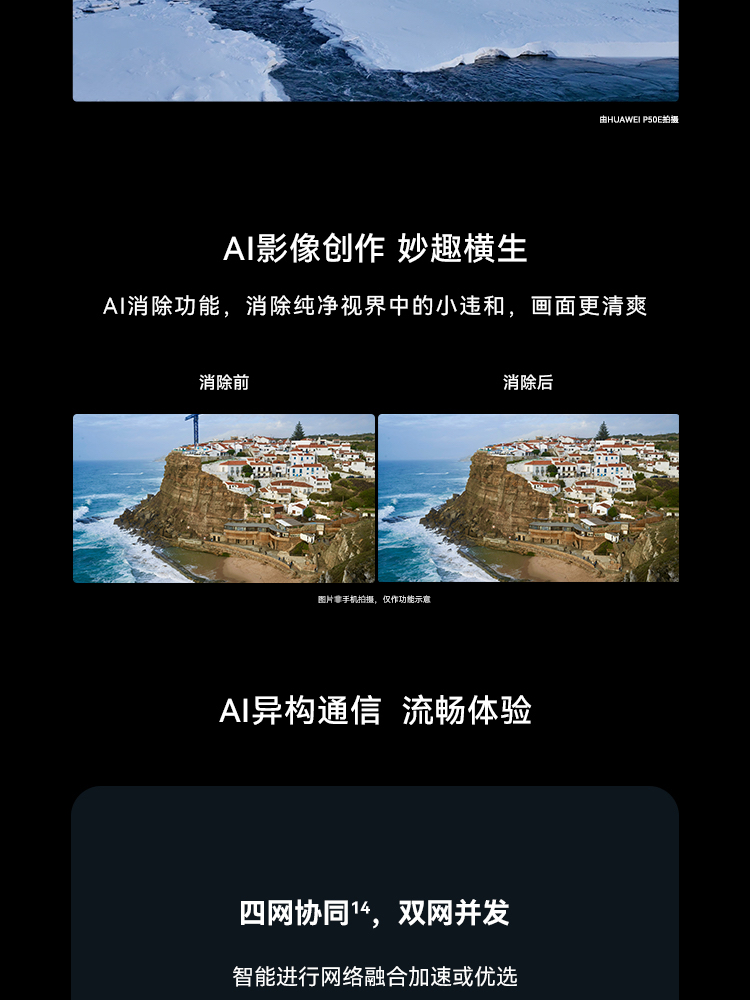 由HUAWEI P50E拍摄
AI影像创作 妙趣横生
AI消除功能，消除纯净视界中的小违和，画面更清爽
消除前
消除后
图片非手机拍摄，仅作功能示意
AI异构通信 流畅体验
四网协同14，双网并发
智能进行网络融合加速或优选